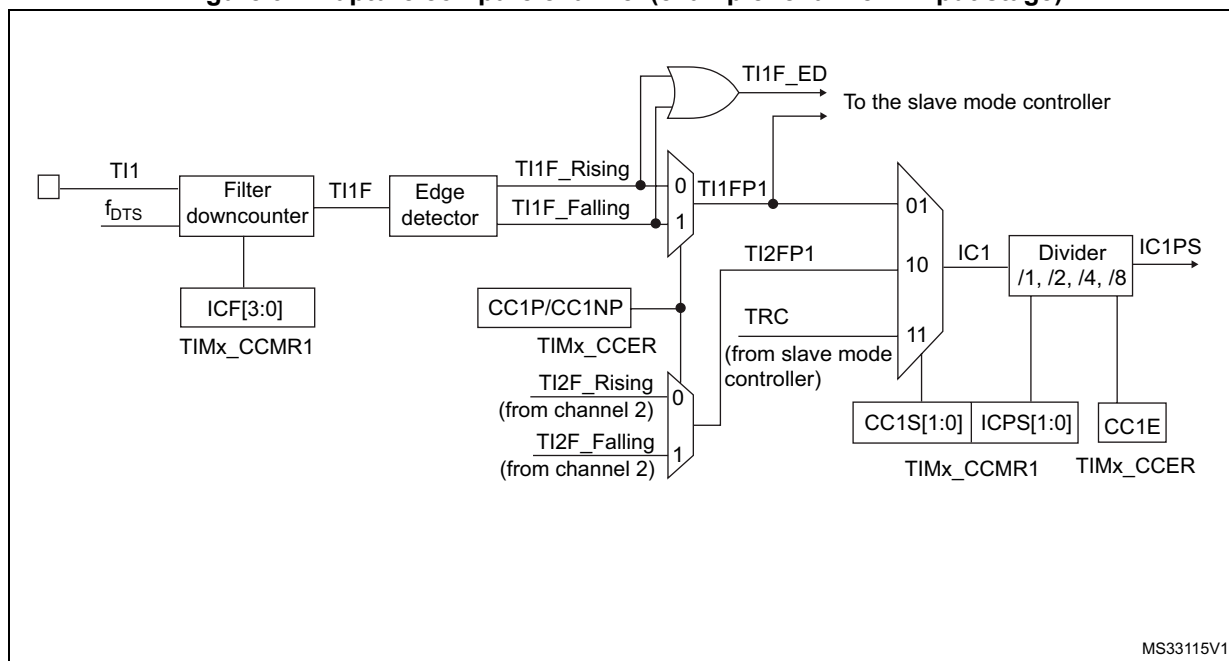 TI1F_ED
To the slave mode controller
TI1
f_DTS
Filter
downcounter
TI1F
Edge
detector
TI1F_Rising
TI1F_Falling
0
1
TI1FP1
01
TI2FP1
10
IC1
Divider
/1, /2, /4, /8
IC1PS
ICF[3:0]
TIMx_CCMR1
CC1P/CC1NP
TIMx_CCER
TRC
(from slave mode
controller)
11
TI2F_Rising
(from channel 2)
0
TI2F_Falling
(from channel 2)
1
CC1S[1:0]
ICPS[1:0]
CC1E
TIMx_CCMR1
TIMx_CCER
MS33115V1